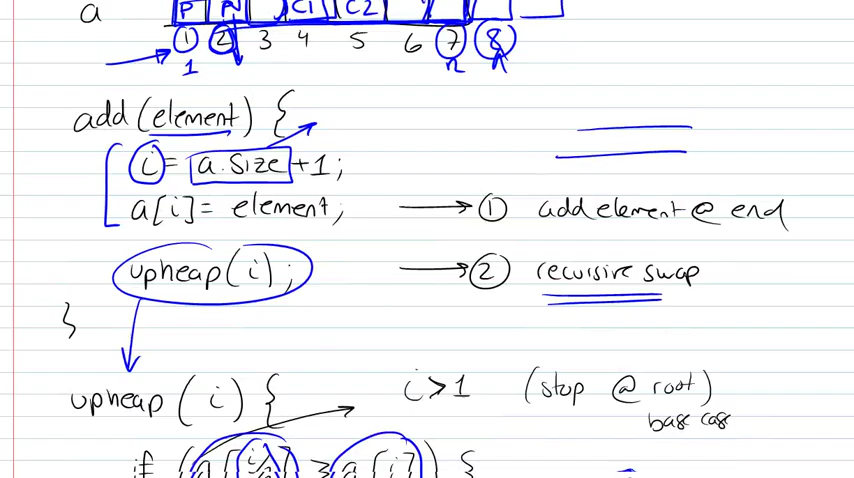 a P N C1 C2
1 2 3 4 5 6 7 8
1 n
add (element) {
i = a.size + 1;
a[i] = element; → 1 add element @ end
upheap(i); → 2 recursive swap
}
upheap (i) { i > 1 (stop @ root)
base case
if ( a [ i ] {